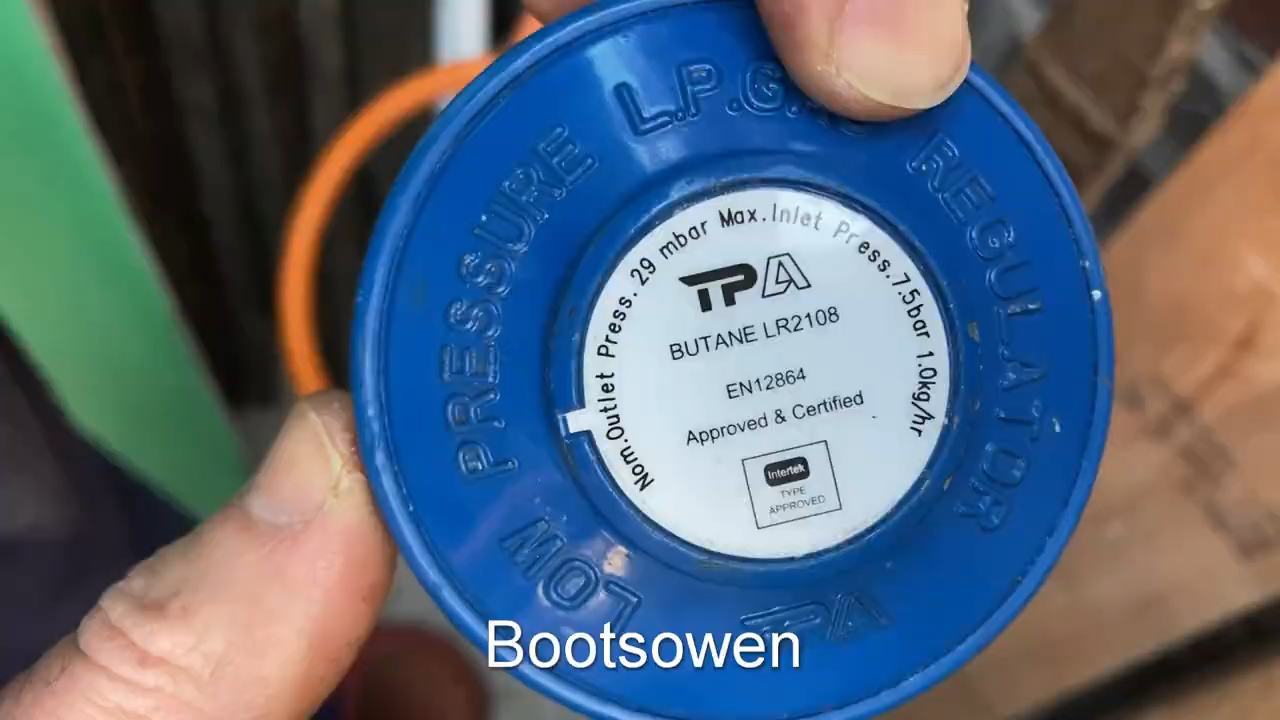 LOW PRESSURE L.P.G. REGULATOR
Nom.Outlet Press. 29 mbar Max.Inlet Press.7.5bar 1.0kg/hr
TPA
BUTANE LR2108
EN12864
Approved & Certified
Intertek
TYPE
APPROVED
TPA
Bootsowen